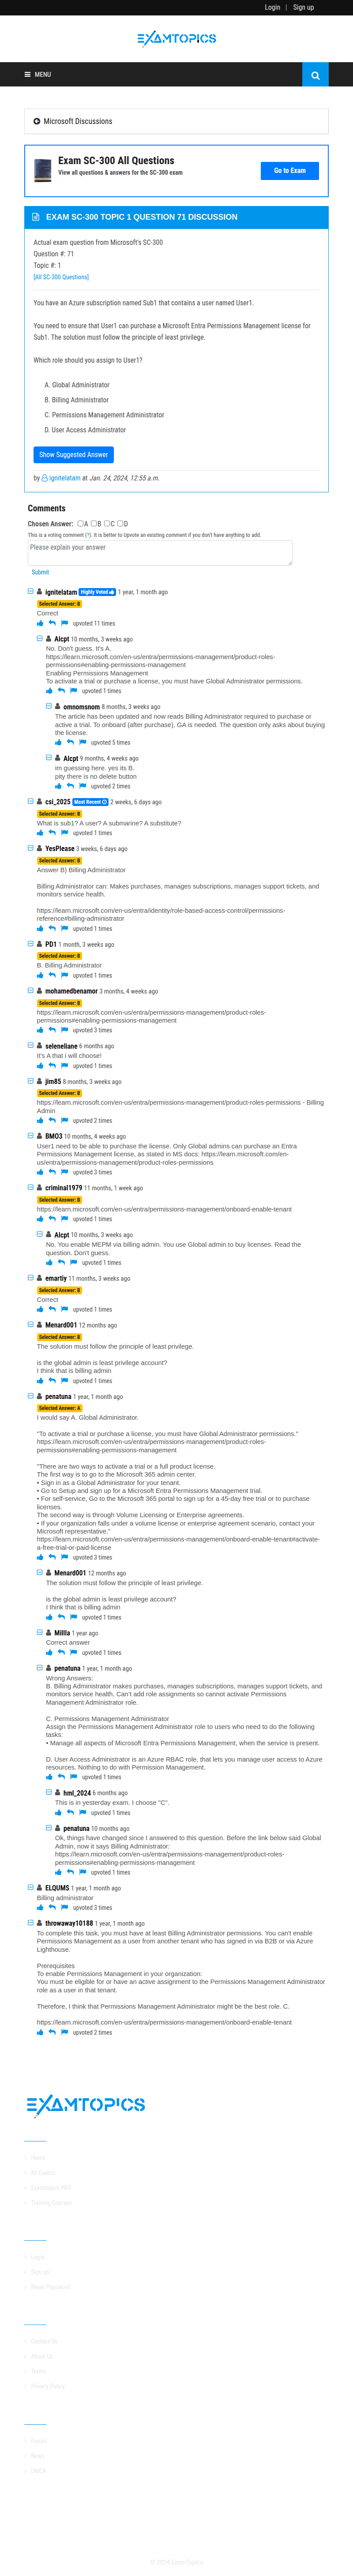 Login | Sign up
EXAMTOPICS
MENU
Microsoft Discussions
Exam SC-300 All Questions
View all questions & answers for the SC-300 exam
Go to Exam
EXAM SC-300 TOPIC 1 QUESTION 71 DISCUSSION
Actual exam question from Microsoft's SC-300
Question #: 71
Topic #: 1
[All SC-300 Questions]
You have an Azure subscription named Sub1 that contains a user named User1.
You need to ensure that User1 can purchase a Microsoft Entra Permissions Management license for
Sub1. The solution must follow the principle of least privilege.
Which role should you assign to User1?
A. Global Administrator
B. Billing Administrator
C. Permissions Management Administrator
D. User Access Administrator
Show Suggested Answer
by ignitelatam at Jan. 24, 2024, 12:55 a.m.
Comments
Chosen Answer: A B C D
This is a voting comment (?). It is better to Upvote an existing comment if you don't have anything to add.
Please explain your answer
Submit
ignitelatam Highly Voted 1 year, 1 month ago
Selected Answer: B
Correct
upvoted 11 times
Alcpt 10 months, 3 weeks ago
No. Don't guess. It's A.
https://learn.microsoft.com/en-us/entra/permissions-management/product-roles-
permissions#enabling-permissions-management
Enabling Permissions Management
To activate a trial or purchase a license, you must have Global Administrator permissions.
upvoted 1 times
omnomsnom 8 months, 3 weeks ago
The article has been updated and now reads Billing Administrator required to purchase or
active a trial. To onboard (after purchase), GA is needed. The question only asks about buying
the license.
upvoted 5 times
Alcpt 9 months, 4 weeks ago
im guessing here. yes its B.
pity there is no delete button
upvoted 2 times
csi_2025 Most Recent 2 weeks, 6 days ago
Selected Answer: B
What is sub1? A user? A submarine? A substitute?
upvoted 1 times
YesPlease 3 weeks, 6 days ago
Selected Answer: B
Answer B) Billing Administrator
Billing Administrator can: Makes purchases, manages subscriptions, manages support tickets, and
monitors service health.
https://learn.microsoft.com/en-us/entra/identity/role-based-access-control/permissions-
reference#billing-administrator
upvoted 1 times
PD1 1 month, 3 weeks ago
Selected Answer: B
B. Billing Administrator
upvoted 1 times
mohamedbenamor 3 months, 4 weeks ago
Selected Answer: B
https://learn.microsoft.com/en-us/entra/permissions-management/product-roles-
permissions#enabling-permissions-management
upvoted 3 times
seleneliane 6 months ago
It's A that i will choose!
upvoted 1 times
jim85 8 months, 3 weeks ago
Selected Answer: B
https://learn.microsoft.com/en-us/entra/permissions-management/product-roles-permissions - Billing
Admin
upvoted 2 times
BMO3 10 months, 4 weeks ago
User1 need to be able to purchase the license. Only Global admins can purchase an Entra
Permissions Management license, as stated in MS docs: https://learn.microsoft.com/en-
us/entra/permissions-management/product-roles-permissions
upvoted 3 times
criminal1979 11 months, 1 week ago
Selected Answer: B
https://learn.microsoft.com/en-us/entra/permissions-management/onboard-enable-tenant
upvoted 1 times
Alcpt 10 months, 3 weeks ago
No. You enable MEPM via billing admin. You use Global admin to buy licenses. Read the
question. Don't guess.
upvoted 1 times
emartiy 11 months, 3 weeks ago
Selected Answer: B
Correct
upvoted 1 times
Menard001 12 months ago
Selected Answer: B
The solution must follow the principle of least privilege.
is the global admin is least privilege account?
I think that is billing admin
upvoted 1 times
penatuna 1 year, 1 month ago
Selected Answer: A
I would say A. Global Administrator.
"To activate a trial or purchase a license, you must have Global Administrator permissions."
https://learn.microsoft.com/en-us/entra/permissions-management/product-roles-
permissions#enabling-permissions-management
"There are two ways to activate a trial or a full product license.
The first way is to go to the Microsoft 365 admin center.
• Sign in as a Global Administrator for your tenant.
• Go to Setup and sign up for a Microsoft Entra Permissions Management trial.
• For self-service, Go to the Microsoft 365 portal to sign up for a 45-day free trial or to purchase
licenses.
The second way is through Volume Licensing or Enterprise agreements.
• If your organization falls under a volume license or enterprise agreement scenario, contact your
Microsoft representative."
https://learn.microsoft.com/en-us/entra/permissions-management/onboard-enable-tenant#activate-
a-free-trial-or-paid-license
upvoted 3 times
Menard001 12 months ago
The solution must follow the principle of least privilege.
is the global admin is least privilege account?
I think that is billing admin
upvoted 1 times
Millla 1 year ago
Correct answer
upvoted 1 times
penatuna 1 year, 1 month ago
Wrong Answers:
B. Billing Administrator makes purchases, manages subscriptions, manages support tickets, and
monitors service health. Can't add role assignments so cannot activate Permissions
Management Administrator role.
C. Permissions Management Administrator
Assign the Permissions Management Administrator role to users who need to do the following
tasks:
• Manage all aspects of Microsoft Entra Permissions Management, when the service is present.
D. User Access Administrator is an Azure RBAC role, that lets you manage user access to Azure
resources. Nothing to do with Permission Management.
upvoted 1 times
hml_2024 6 months ago
This is in yesterday exam. I choose "C".
upvoted 1 times
penatuna 10 months ago
Ok, things have changed since I answered to this question. Before the link below said Global
Admin, now it says Billing Administrator:
https://learn.microsoft.com/en-us/entra/permissions-management/product-roles-
permissions#enabling-permissions-management
upvoted 1 times
ELQUMS 1 year, 1 month ago
Billing administrator
upvoted 3 times
throwaway10188 1 year, 1 month ago
To complete this task, you must have at least Billing Administrator permissions. You can't enable
Permissions Management as a user from another tenant who has signed in via B2B or via Azure
Lighthouse.
Prerequisites
To enable Permissions Management in your organization:
You must be eligible for or have an active assignment to the Permissions Management Administrator
role as a user in that tenant.
Therefore, I think that Permissions Management Administrator might be the best role. C.
https://learn.microsoft.com/en-us/entra/permissions-management/onboard-enable-tenant
upvoted 2 times
EXAMTOPICS
Home
All Exams
Examtopics PRO
Training Courses
Login
Sign up
Reset Password
Contact Us
About Us
Terms
Privacy Policy
Forum
News
DMCA
© 2024 ExamTopics